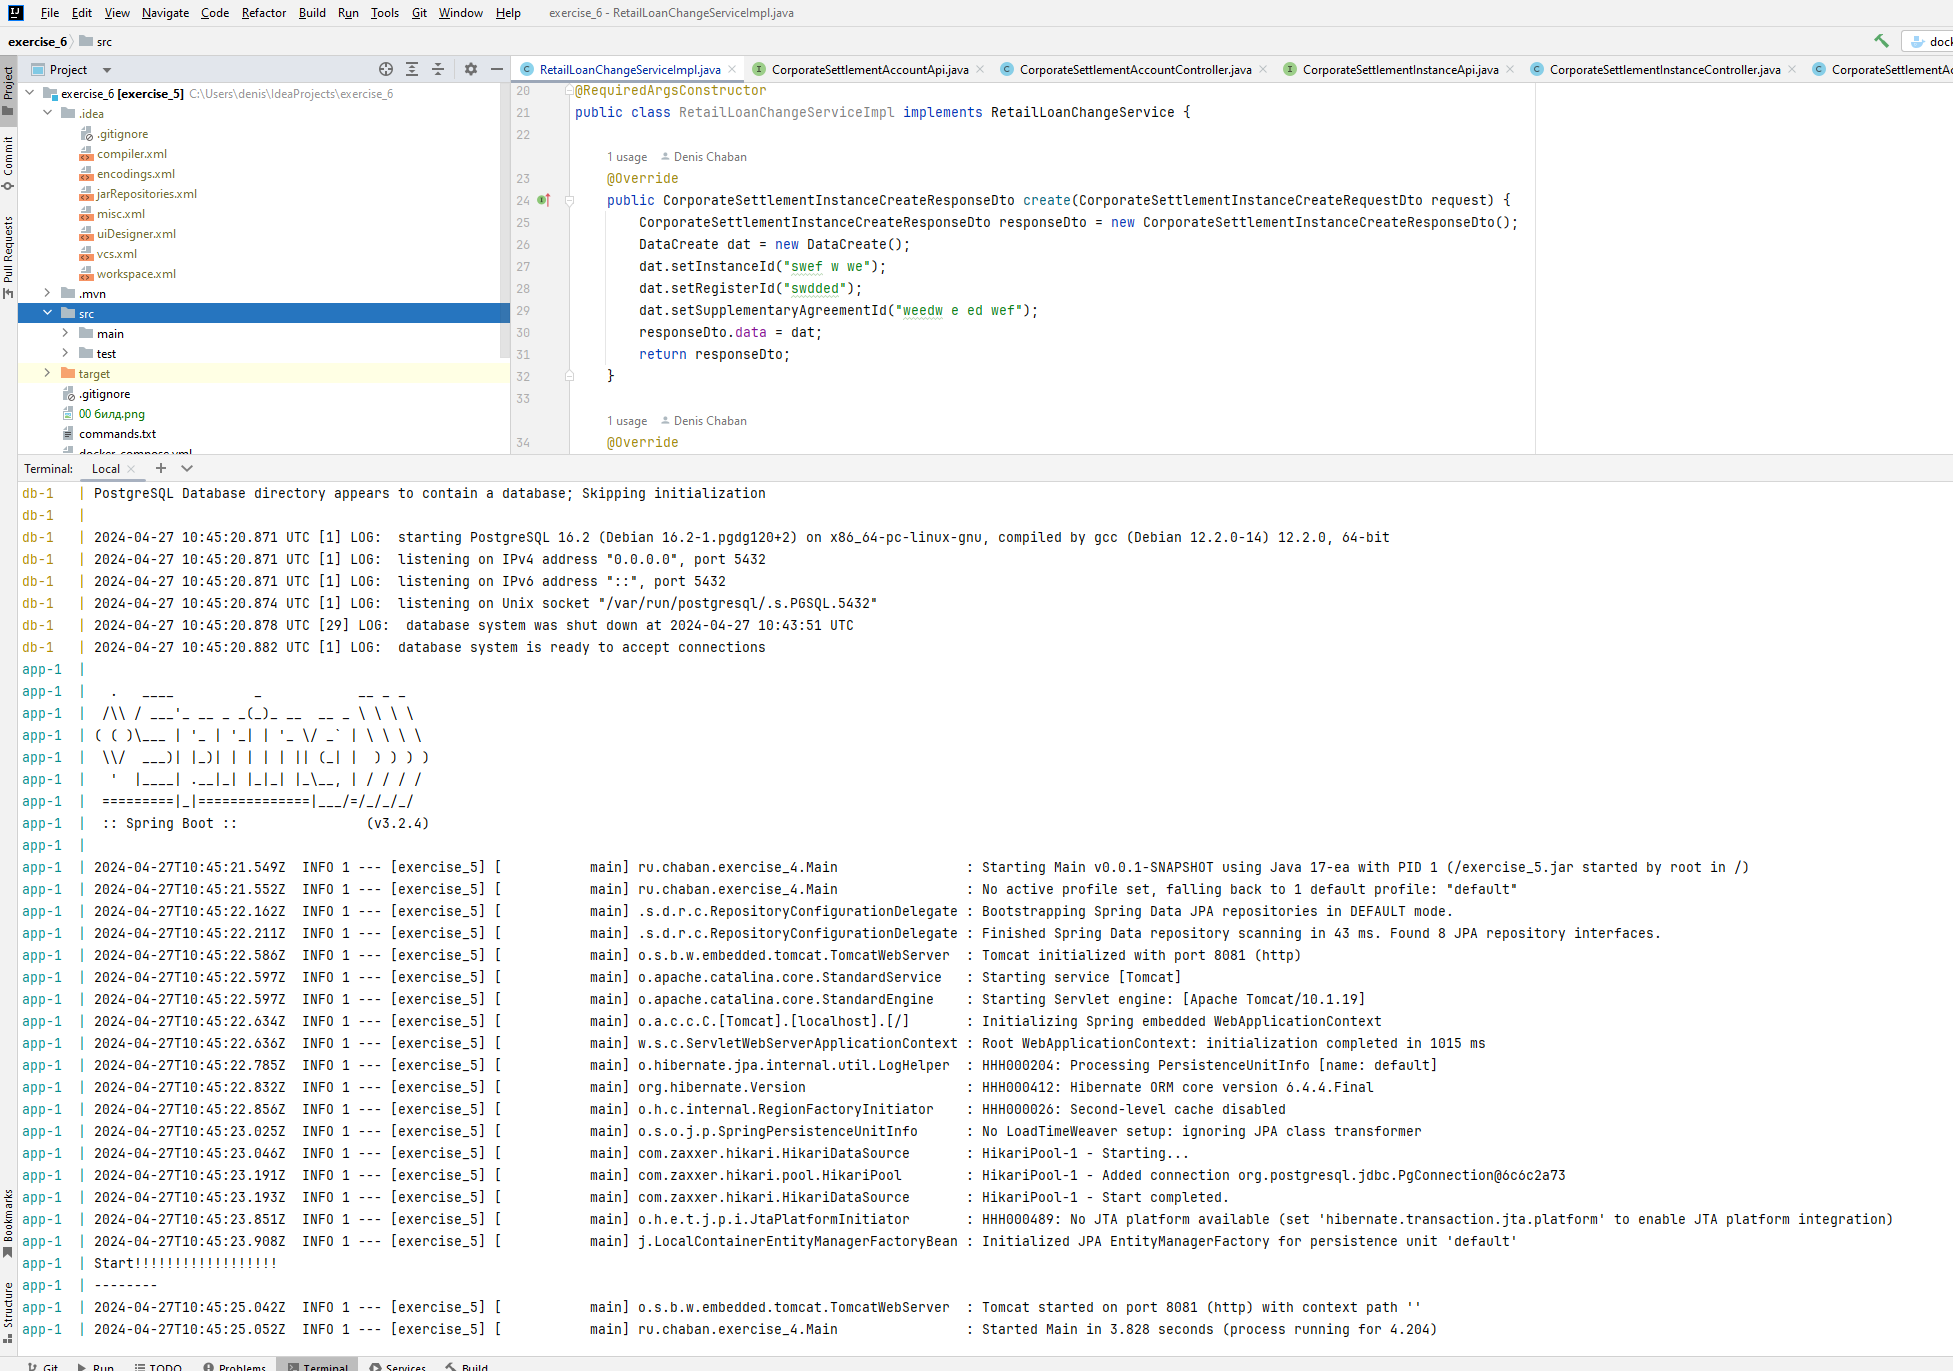 File Edit View Navigate Code Refactor Build Run Tools Git Window Help exercise_6 - RetailLoanChangeServiceImpl.java
exercise_6 src
Project
RetailLoanChangeServiceImpl.java CorporateSettlementAccountApi.java CorporateSettlementAccountController.java CorporateSettlementInstanceApi.java CorporateSettlementInstanceController.java
Project
Commit
Pull Requests
exercise_6 [exercise_5] C:\Users\denis\IdeaProjects\exercise_6
.idea
.gitignore
compiler.xml
encodings.xml
jarRepositories.xml
misc.xml
uiDesigner.xml
vcs.xml
workspace.xml
.mvn
src
main
test
target
.gitignore
00 билд.png
commands.txt
docker-compose.yml
20 @RequiredArgsConstructor
21 public class RetailLoanChangeServiceImpl implements RetailLoanChangeService {
22
1 usage Denis Chaban
23 @Override
24 public CorporateSettlementInstanceCreateResponseDto create(CorporateSettlementInstanceCreateRequestDto request) {
25 CorporateSettlementInstanceCreateResponseDto responseDto = new CorporateSettlementInstanceCreateResponseDto();
26 DataCreate dat = new DataCreate();
27 dat.setInstanceId("swef w we");
28 dat.setRegisterId("swdded");
29 dat.setSupplementaryAgreementId("weedw e ed wef");
30 responseDto.data = dat;
31 return responseDto;
32 }
33
1 usage Denis Chaban
34 @Override
Terminal: Local
db-1 | PostgreSQL Database directory appears to contain a database; Skipping initialization
db-1 |
db-1 | 2024-04-27 10:45:20.871 UTC [1] LOG:  starting PostgreSQL 16.2 (Debian 16.2-1.pgdg120+2) on x86_64-pc-linux-gnu, compiled by gcc (Debian 12.2.0-14) 12.2.0, 64-bit
db-1 | 2024-04-27 10:45:20.871 UTC [1] LOG:  listening on IPv4 address "0.0.0.0", port 5432
db-1 | 2024-04-27 10:45:20.871 UTC [1] LOG:  listening on IPv6 address "::", port 5432
db-1 | 2024-04-27 10:45:20.874 UTC [1] LOG:  listening on Unix socket "/var/run/postgresql/.s.PGSQL.5432"
db-1 | 2024-04-27 10:45:20.878 UTC [29] LOG:  database system was shut down at 2024-04-27 10:43:51 UTC
db-1 | 2024-04-27 10:45:20.882 UTC [1] LOG:  database system is ready to accept connections
app-1 |
app-1 |   .   ____          _            __ _ _
app-1 |  /\\ / ___'_ __ _ _(_)_ __  __ _ \ \ \ \
app-1 | ( ( )\___ | '_ | '_| | '_ \/ _` | \ \ \ \
app-1 |  \\/  ___)| |_)| | | | | || (_| |  ) ) ) )
app-1 |   '  |____| .__|_| |_|_| |_\__, | / / / /
app-1 |  =========|_|==============|___/=/_/_/_/
app-1 |  :: Spring Boot ::                (v3.2.4)
app-1 |
app-1 | 2024-04-27T10:45:21.549Z  INFO 1 --- [exercise_5] [           main] ru.chaban.exercise_4.Main                : Starting Main v0.0.1-SNAPSHOT using Java 17-ea with PID 1 (/exercise_5.jar started by root in /)
app-1 | 2024-04-27T10:45:21.552Z  INFO 1 --- [exercise_5] [           main] ru.chaban.exercise_4.Main                : No active profile set, falling back to 1 default profile: "default"
app-1 | 2024-04-27T10:45:22.162Z  INFO 1 --- [exercise_5] [           main] .s.d.r.c.RepositoryConfigurationDelegate : Bootstrapping Spring Data JPA repositories in DEFAULT mode.
app-1 | 2024-04-27T10:45:22.211Z  INFO 1 --- [exercise_5] [           main] .s.d.r.c.RepositoryConfigurationDelegate : Finished Spring Data repository scanning in 43 ms. Found 8 JPA repository interfaces.
app-1 | 2024-04-27T10:45:22.586Z  INFO 1 --- [exercise_5] [           main] o.s.b.w.embedded.tomcat.TomcatWebServer  : Tomcat initialized with port 8081 (http)
app-1 | 2024-04-27T10:45:22.597Z  INFO 1 --- [exercise_5] [           main] o.apache.catalina.core.StandardService   : Starting service [Tomcat]
app-1 | 2024-04-27T10:45:22.597Z  INFO 1 --- [exercise_5] [           main] o.apache.catalina.core.StandardEngine    : Starting Servlet engine: [Apache Tomcat/10.1.19]
app-1 | 2024-04-27T10:45:22.634Z  INFO 1 --- [exercise_5] [           main] o.a.c.c.C.[Tomcat].[localhost].[/]       : Initializing Spring embedded WebApplicationContext
app-1 | 2024-04-27T10:45:22.636Z  INFO 1 --- [exercise_5] [           main] w.s.c.ServletWebServerApplicationContext : Root WebApplicationContext: initialization completed in 1015 ms
app-1 | 2024-04-27T10:45:22.785Z  INFO 1 --- [exercise_5] [           main] o.hibernate.jpa.internal.util.LogHelper  : HHH000204: Processing PersistenceUnitInfo [name: default]
app-1 | 2024-04-27T10:45:22.832Z  INFO 1 --- [exercise_5] [           main] org.hibernate.Version                    : HHH000412: Hibernate ORM core version 6.4.4.Final
app-1 | 2024-04-27T10:45:22.856Z  INFO 1 --- [exercise_5] [           main] o.h.c.internal.RegionFactoryInitiator    : HHH000026: Second-level cache disabled
app-1 | 2024-04-27T10:45:23.025Z  INFO 1 --- [exercise_5] [           main] o.s.o.j.p.SpringPersistenceUnitInfo      : No LoadTimeWeaver setup: ignoring JPA class transformer
app-1 | 2024-04-27T10:45:23.046Z  INFO 1 --- [exercise_5] [           main] com.zaxxer.hikari.HikariDataSource       : HikariPool-1 - Starting...
app-1 | 2024-04-27T10:45:23.191Z  INFO 1 --- [exercise_5] [           main] com.zaxxer.hikari.pool.HikariPool        : HikariPool-1 - Added connection org.postgresql.jdbc.PgConnection@6c6c2a73
app-1 | 2024-04-27T10:45:23.193Z  INFO 1 --- [exercise_5] [           main] com.zaxxer.hikari.HikariDataSource       : HikariPool-1 - Start completed.
app-1 | 2024-04-27T10:45:23.851Z  INFO 1 --- [exercise_5] [           main] o.h.e.t.j.p.i.JtaPlatformInitiator       : HHH000489: No JTA platform available (set 'hibernate.transaction.jta.platform' to enable JTA platform integration)
app-1 | 2024-04-27T10:45:23.908Z  INFO 1 --- [exercise_5] [           main] j.LocalContainerEntityManagerFactoryBean : Initialized JPA EntityManagerFactory for persistence unit 'default'
app-1 | Start!!!!!!!!!!!!!!!!!!
app-1 | --------
app-1 | 2024-04-27T10:45:25.042Z  INFO 1 --- [exercise_5] [           main] o.s.b.w.embedded.tomcat.TomcatWebServer  : Tomcat started on port 8081 (http) with context path ''
app-1 | 2024-04-27T10:45:25.052Z  INFO 1 --- [exercise_5] [           main] ru.chaban.exercise_4.Main                : Started Main in 3.828 seconds (process running for 4.204)
Bookmarks
Structure
Git Run TODO Problems Terminal Services Build